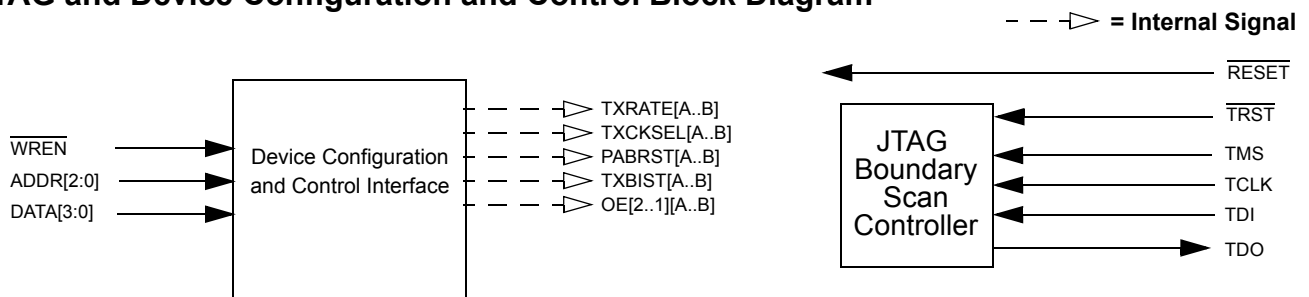 TAG and Device Configuration and Control Block Diagram
= Internal Signal
RESET
TRST
TMS
TCLK
TDI
TDO
JTAG
Boundary
Scan
Controller
WREN
ADDR[2:0]
DATA[3:0]
Device Configuration
and Control Interface
TXRATE[A..B]
TXCKSEL[A..B]
PABRST[A..B]
TXBIST[A..B]
OE[2..1][A..B]